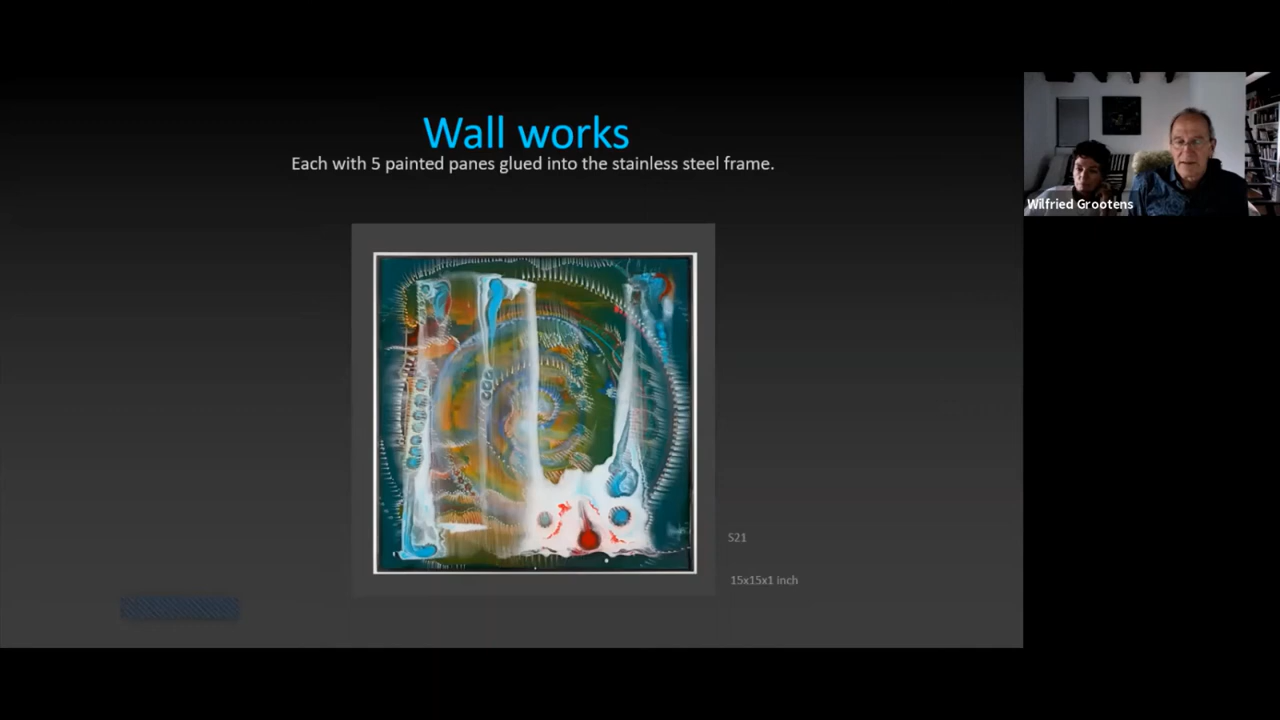 Wall works
Each with 5 painted panes glued into the stainless steel frame.
Wilfried Grootens
S21
15x15x1 inch